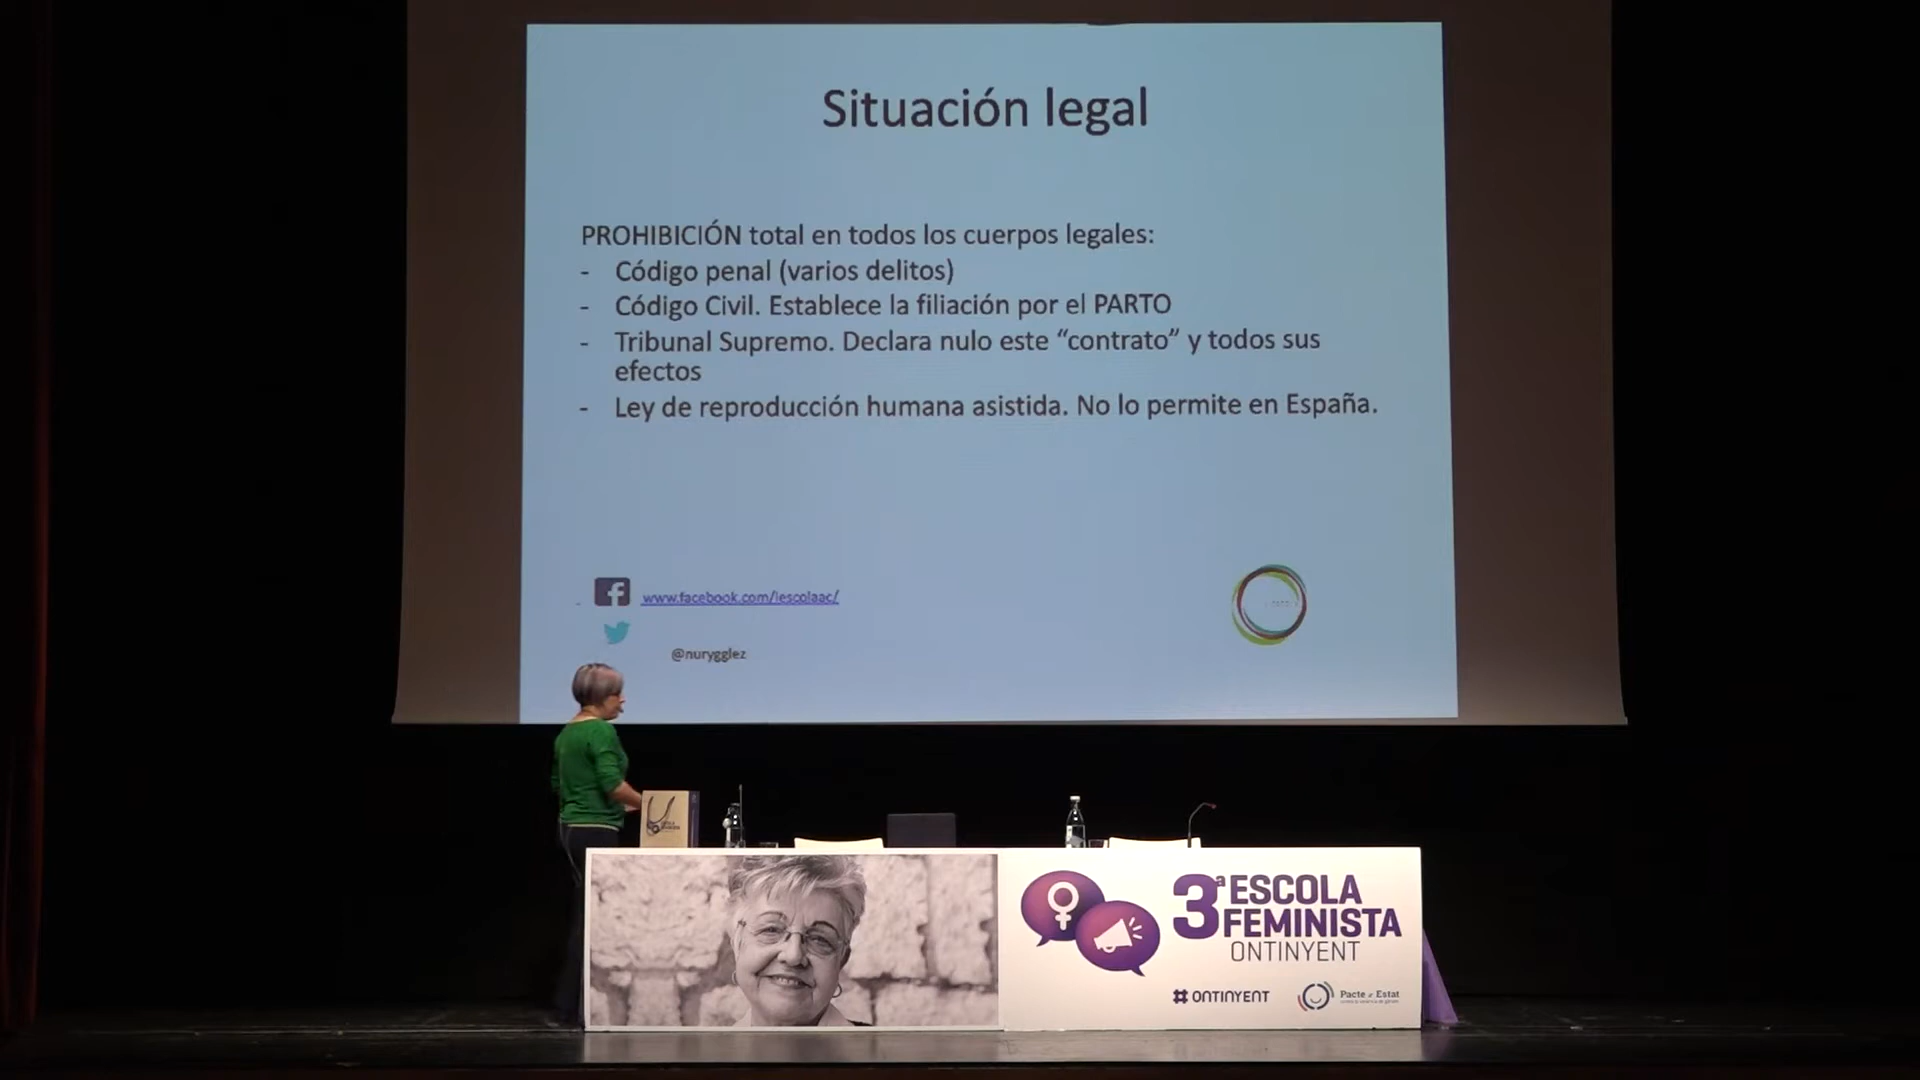 Situación legal
PROHIBICIÓN total en todos los cuerpos legales:
- Código penal (varios delitos)
- Código Civil. Establece la filiación por el PARTO
- Tribunal Supremo. Declara nulo este “contrato” y todos sus
efectos
- Ley de reproducción humana asistida. No lo permite en España.
- www.facebook.com/lescolaac/
@nurygglez
3ª ESCOLA
FEMINISTA
ONTINYENT
ONTINYENT
Pacte d'Estat